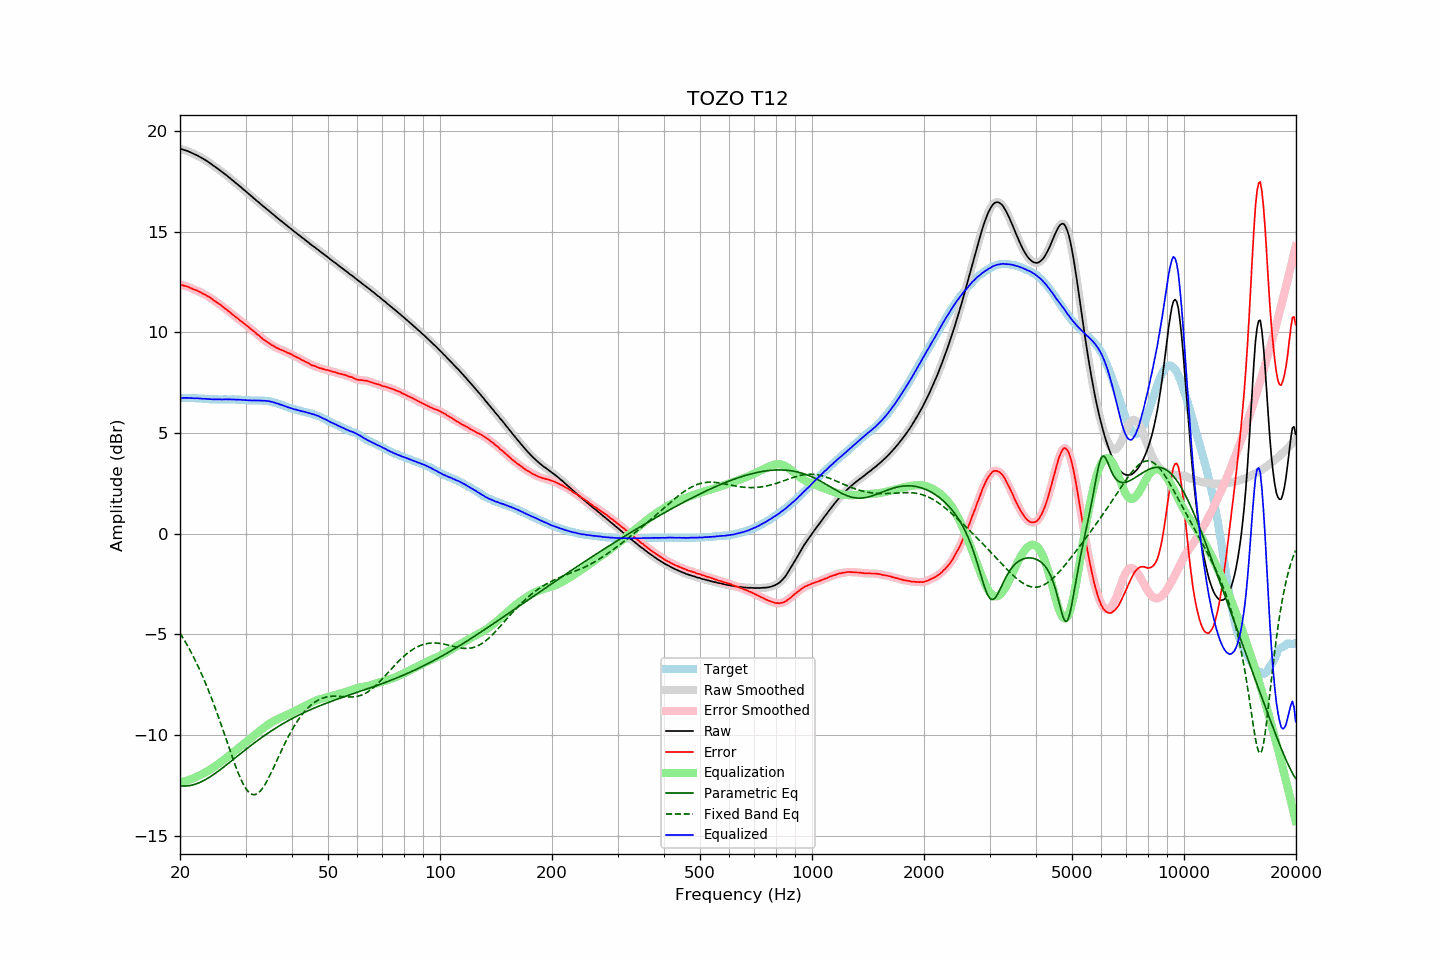 TOZO T12
Amplitude (dBr)
20
15
10
5
0
−5
−10
−15
Target
Raw Smoothed
Error Smoothed
Raw
Error
Equalization
Parametric Eq
Fixed Band Eq
Equalized
20 50 100 200 500 1000 2000 5000 10000 20000
Frequency (Hz)